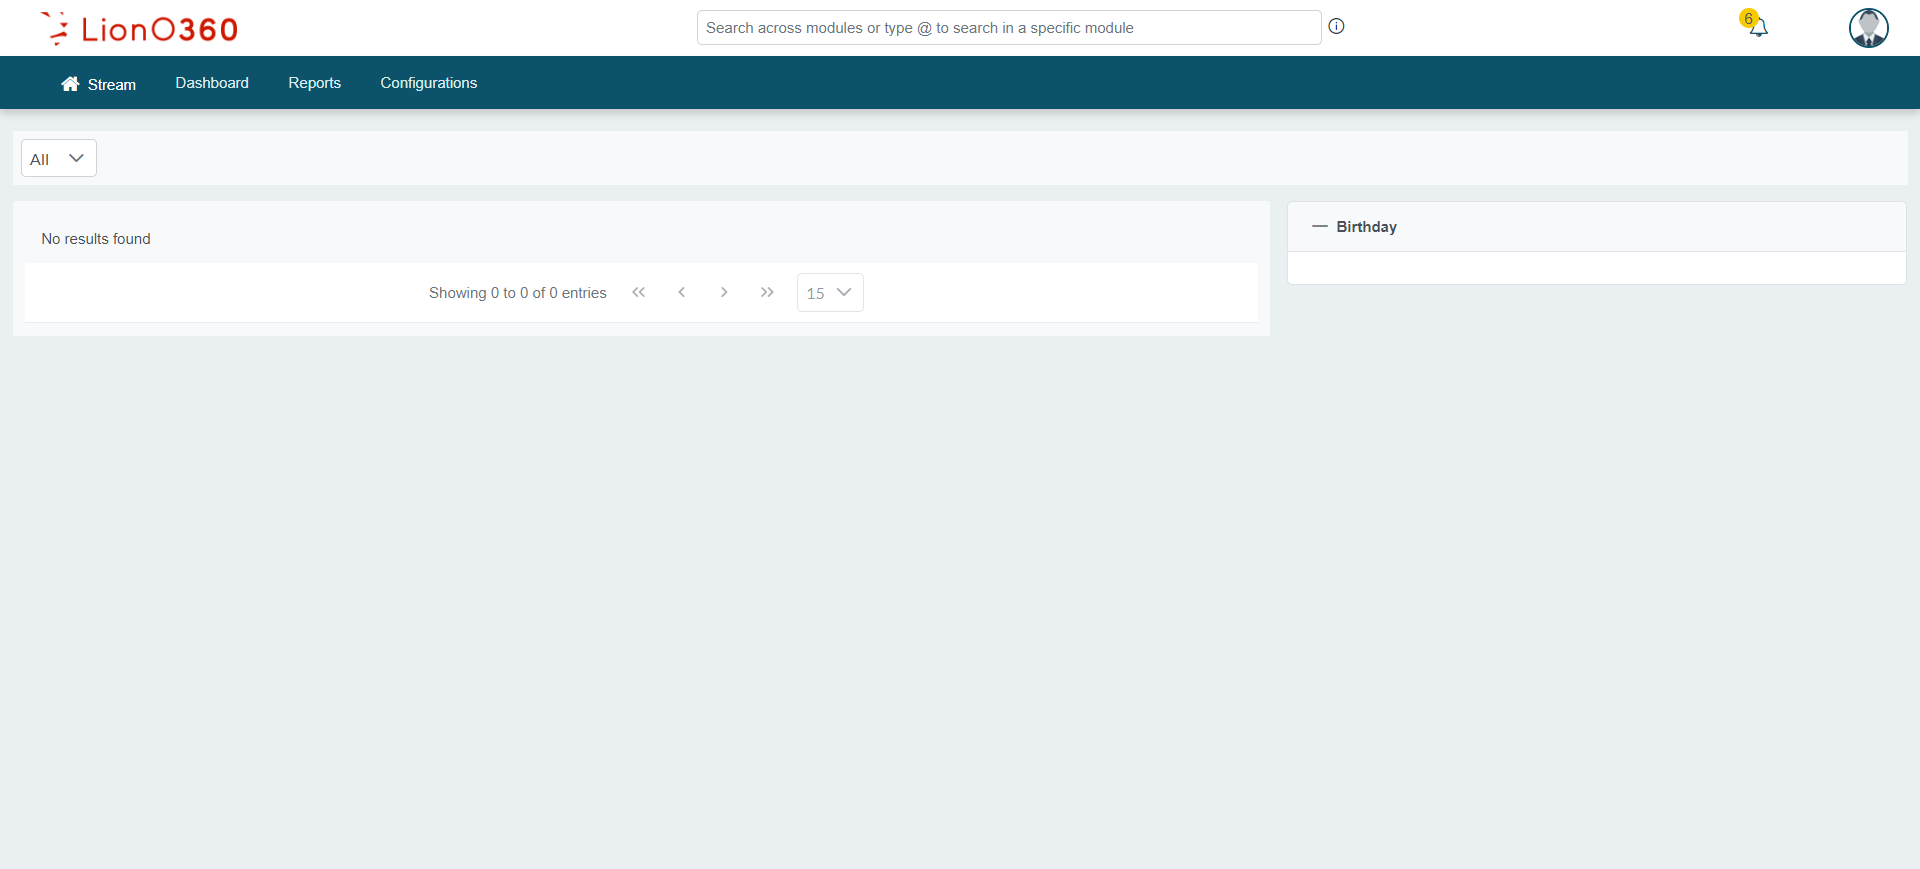 LionO360
Search across modules or type @ to search in a specific module
6
Stream
Dashboard
Reports
Configurations
All
No results found
Showing 0 to 0 of 0 entries
15
Birthday